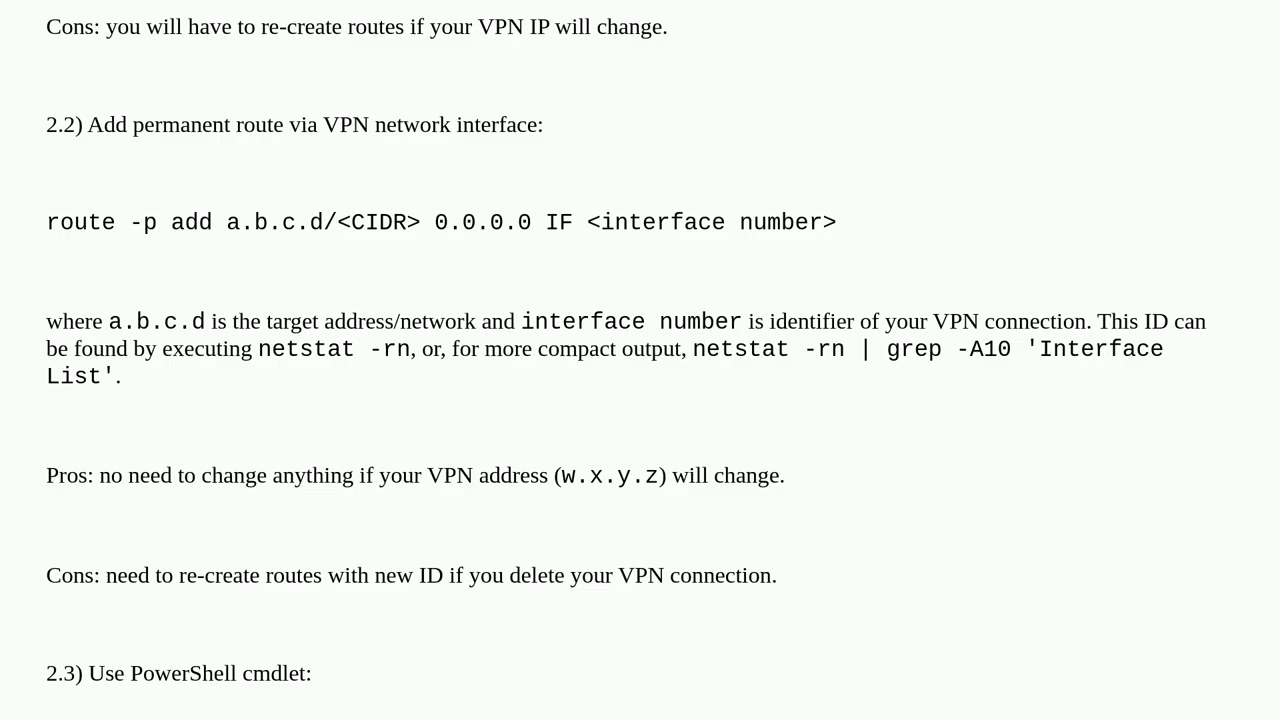 Cons: you will have to re-create routes if your VPN IP will change.
2.2) Add permanent route via VPN network interface:
route -p add a.b.c.d/<CIDR> 0.0.0.0 IF <interface number>
where a.b.c.d is the target address/network and interface number is identifier of your VPN connection. This ID can
be found by executing netstat -rn, or, for more compact output, netstat -rn | grep -A10 'Interface
List'.
Pros: no need to change anything if your VPN address (w.x.y.z) will change.
Cons: need to re-create routes with new ID if you delete your VPN connection.
2.3) Use PowerShell cmdlet: